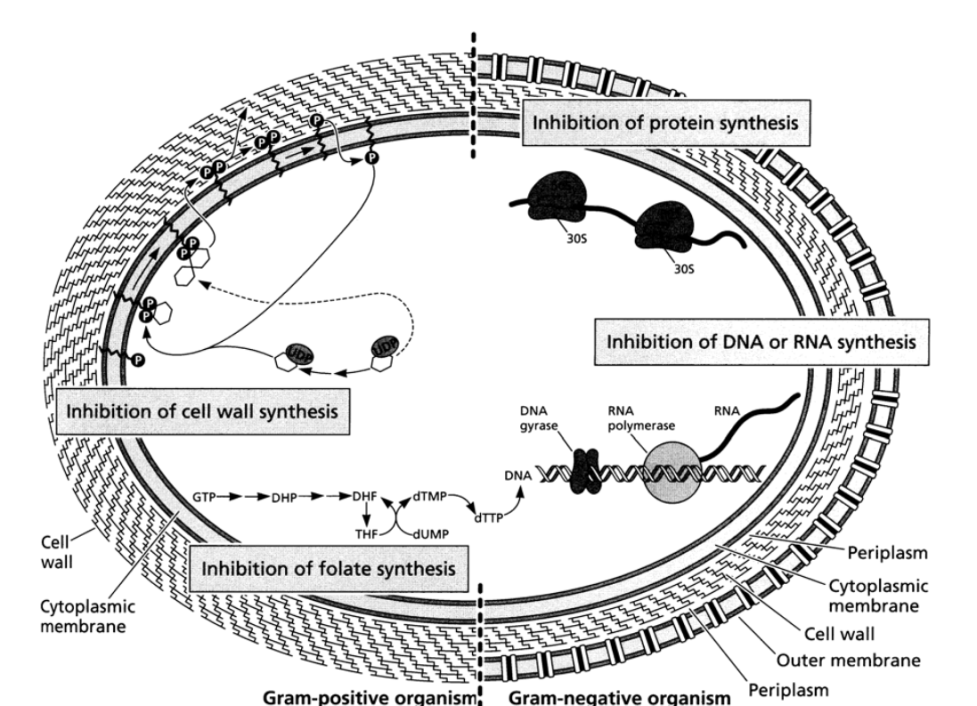 Inhibition of protein synthesis
P
P
P
P
P
P
P
P
30S
30S
P
P
P
P
P
UDP
UDP
Inhibition of DNA or RNA synthesis
Inhibition of cell wall synthesis
DNA
gyrase
RNA
polymerase
RNA
DNA
GTP
DHP
DHF
dTMP
dTTP
THF
dUMP
Inhibition of folate synthesis
Cell
wall
Cytoplasmic
membrane
Periplasm
Cytoplasmic
membrane
Cell wall
Outer membrane
Periplasm
Gram-positive organism
Gram-negative organism